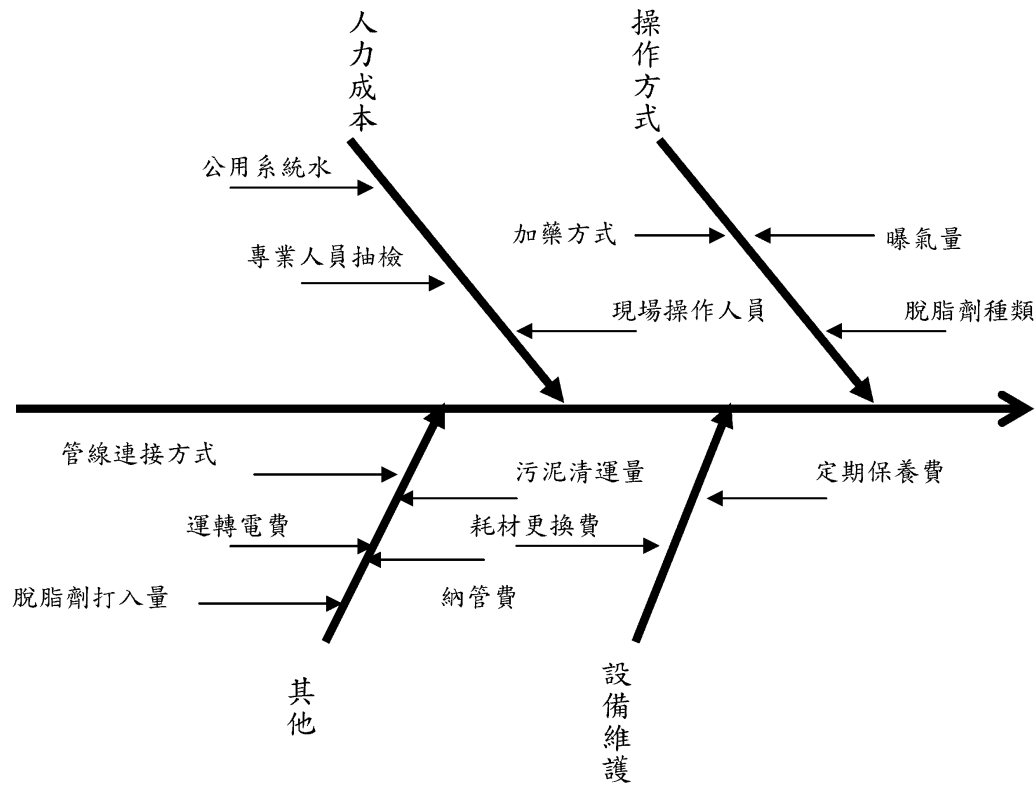 人力成本
操作方式
公用系統水
專業人員抽檢
現場操作人員
加藥方式
曝氣量
脫脂劑種類
管線連接方式
污泥清運量
運轉電費
納管費
脫脂劑打入量
耗材更換費
定期保養費
其他
設備維護